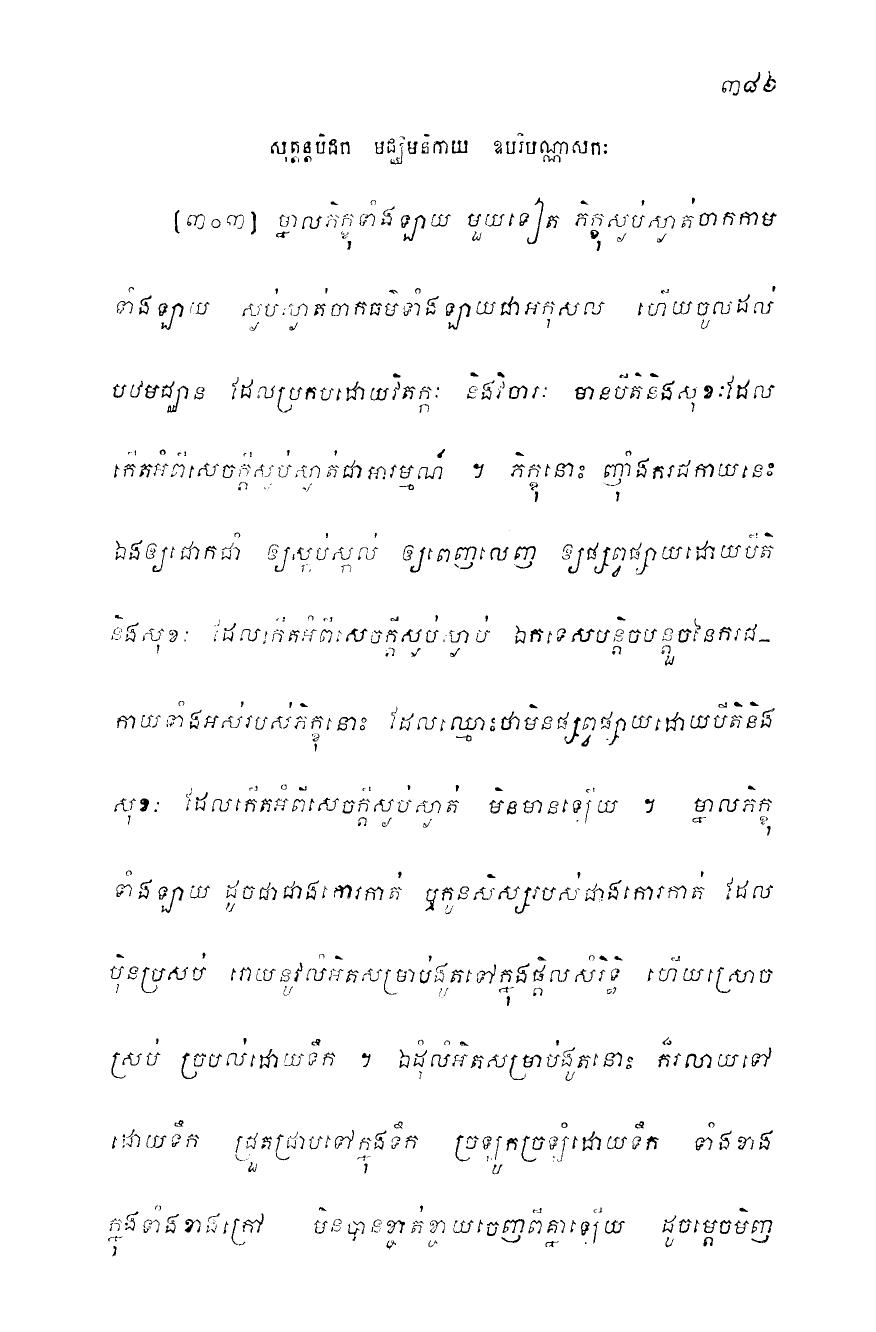 ៣៨៦
សុត្តន្តបិដក មជ្ឈិមនិកាយ ឧបរិបណ្ណាសកៈ
(៣០៣) ម្នាលភិក្ខុទាំងឡាយ មួយទៀត ភិក្ខុស្ងប់ស្ងាត់ចាកកាម
ទាំងឡាយ ស្ងប់ស្ងាត់ចាកធម៌ទាំងឡាយជាអកុសល ហើយចូលដល់
បឋមជ្ឈាន ដែលប្រកបដោយវិតក្កៈ និងវិចារៈ មានបីតិនិងសុខៈដែល
កើតអំពីសេចក្តីស្ងប់ស្ងាត់ជាអារម្មណ៍ ។ ភិក្ខុនោះ ញ៉ាំងករជកាយនេះ
ឯងឲ្យជោកជាំ ឲ្យស្កប់ស្កល់ ឲ្យពេញលេញ ឲ្យផ្សព្វផ្សាយដោយបីតិ
និងសុខៈ ដែលកើតអំពីសេចក្តីស្ងប់ស្ងាប់ ឯកទេសបន្តិចបន្តួចនៃករជ-
កាយទាំងអស់របស់ភិក្ខុនោះ ដែលឈ្មោះថាមិនផ្សព្វផ្សាយដោយបីតិនិង
សុខៈ ដែលកើតអំពីសេចក្តីស្ងប់ស្ងាត់ មិនមានឡើយ ។ ម្នាលភិក្ខុ
ទាំងឡាយ ដូចជាជាងកោរកាត់ ឬកូនសិស្សរបស់ជាងកោរកាត់ ដែល
ប៉ិនប្រសប់ រោយនូវលំអិតសម្រាប់ងូតទៅក្នុងផ្តិលសំរឹទ្ធិ ហើយស្រោច
ស្រប់ ច្របល់ដោយទឹក ។ ឯដុំលំអិតសម្រាប់ងូតនោះ ក៏រលាយទៅ
ដោយទឹក ជ្រួតជ្រាបទៅក្នុងទឹក ច្រឡូកច្រឡំដោយទឹក ទាំងខាង
ក្នុងទាំងខាងក្រៅ មិនបានខ្ចាត់ខ្ចាយចេញពីគ្នាឡើយ ដូចម្តេចមិញ